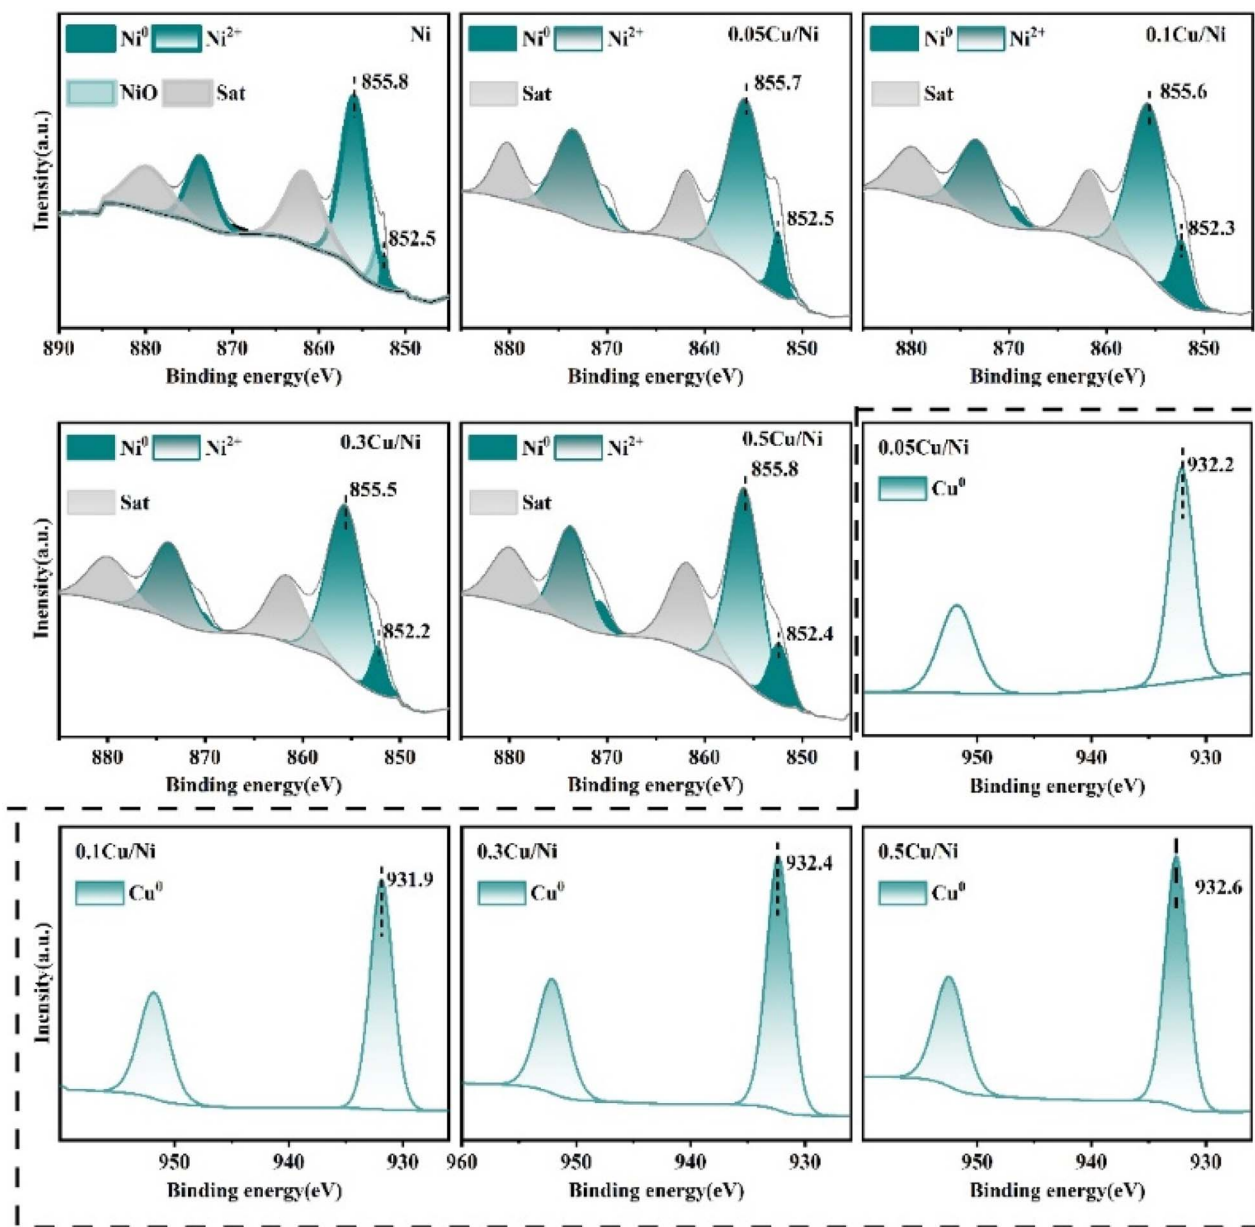 Ni⁰ Ni²⁺ Ni
NiO Sat
855.8
852.5
Inensity(a.u.)
890 880 870 860 850
Binding energy(eV)
Ni⁰ Ni²⁺ 0.05Cu/Ni
Sat
855.7
852.5
880 870 860 850
Binding energy(eV)
Ni⁰ Ni²⁺ 0.1Cu/Ni
Sat
855.6
852.3
880 870 860 850
Binding energy(eV)
Ni⁰ Ni²⁺ 0.3Cu/Ni
Sat
855.5
852.2
Inensity(a.u.)
880 870 860 850
Binding energy(eV)
Ni⁰ Ni²⁺ 0.5Cu/Ni
855.8
Sat
852.4
880 870 860 850
Binding energy(eV)
0.05Cu/Ni
932.2
Cu⁰
950 940 930
Binding energy(eV)
0.1Cu/Ni
Cu⁰
931.9
Inensity(a.u.)
950 940 930
Binding energy(eV)
0.3Cu/Ni
932.4
Cu⁰
960 950 940 930
Binding energy(eV)
0.5Cu/Ni
Cu⁰
932.6
950 940 930
Binding energy(eV)